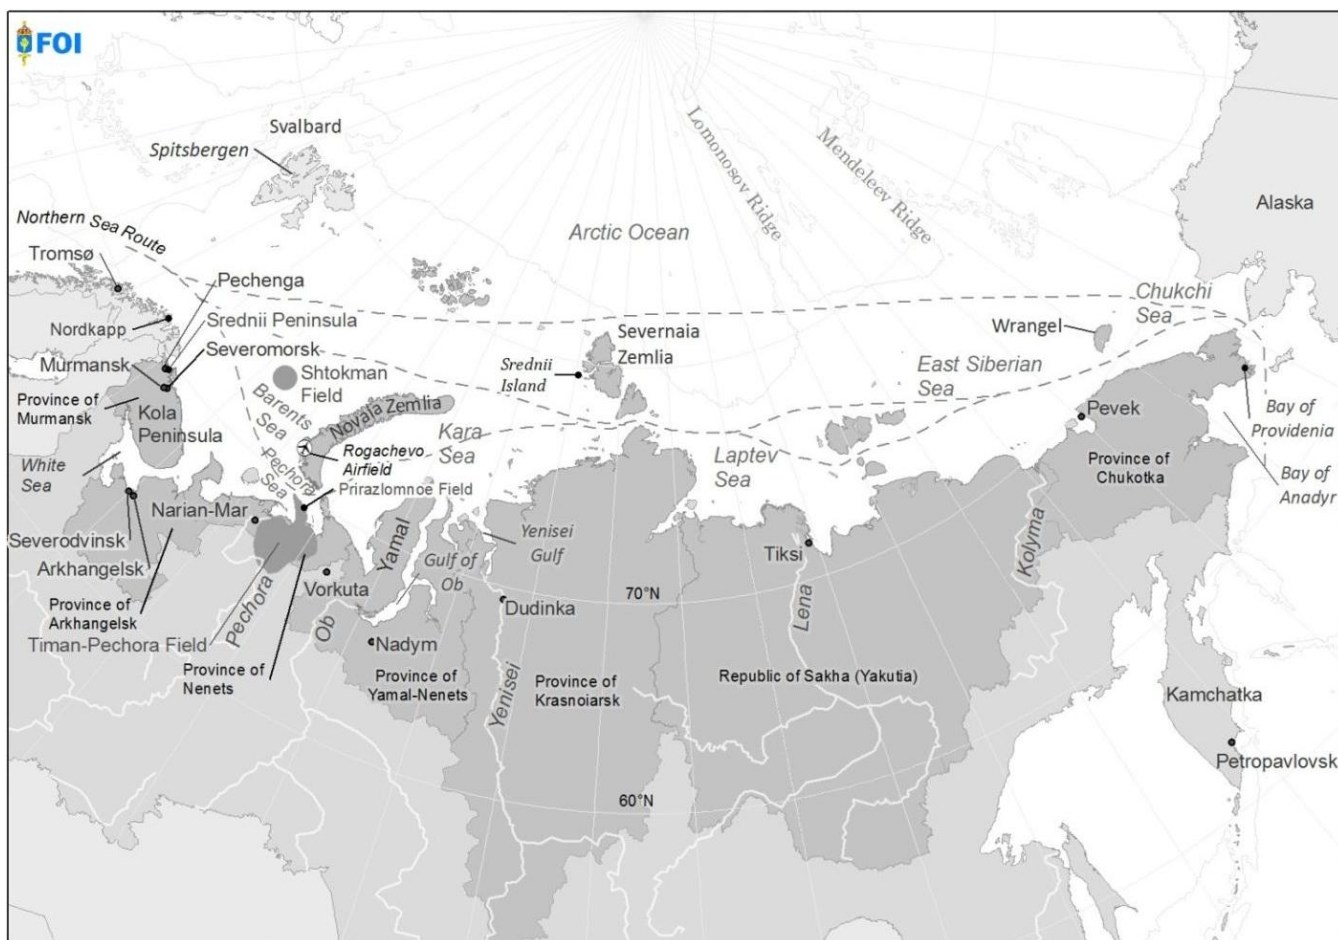 FOI
Svalbard
Spitsbergen
Lomonosov Ridge
Mendeleev Ridge
Alaska
Northern Sea Route
Arctic Ocean
Tromsø
Pechenga
Chukchi
Sea
Nordkapp
Srednii Peninsula
Severnaia
Zemlia
Wrangel
Murmansk
Severomorsk
Srednii
Island
East Siberian
Sea
Shtokman
Field
Province of
Murmansk
Kola
Peninsula
Barents
Sea
Novala Zemlia
Pevek
Bay of
Providenia
Kara
Sea
Rogachevo
Airfield
White
Sea
Pechora
Sea
Laptev
Sea
Province of
Chukotka
Bay of
Anadyr
Prirazlomnoe Field
Narian-Mar
Yamal
Yenisei
Gulf
Severodvinsk
Tiksi
Kolyma
Arkhangelsk
Gulf of
Ob
Vorkuta
70°N
Dudinka
Province of
Arkhangelsk
Pechora
Ob
Lena
Timan-Pechora Field
Nadym
Province of
Nenets
Province of
Yamal-Nenets
Yenisei
Province of
Krasnoiarsk
Republic of Sakha (Yakutia)
Kamchatka
Petropavlovsk
60°N